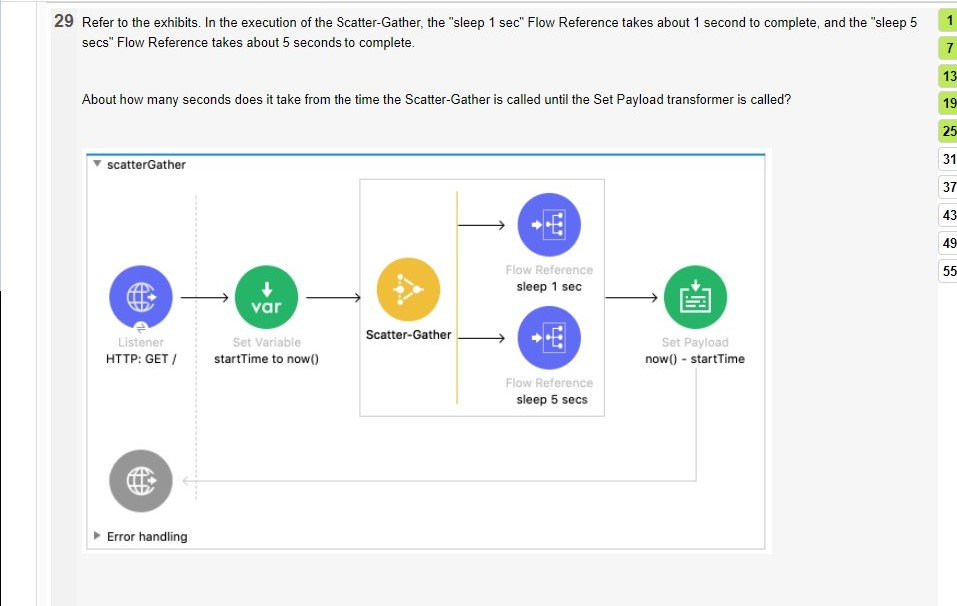 29 Refer to the exhibits. In the execution of the Scatter-Gather, the "sleep 1 sec" Flow Reference takes about 1 second to complete, and the "sleep 5
secs" Flow Reference takes about 5 seconds to complete.
About how many seconds does it take from the time the Scatter-Gather is called until the Set Payload transformer is called?
scatterGather
Listener
HTTP: GET /
var
Set Variable
startTime to now()
Scatter-Gather
Flow Reference
sleep 1 sec
Flow Reference
sleep 5 secs
Set Payload
now() - startTime
Error handling
1
7
13
19
25
31
37
43
49
55